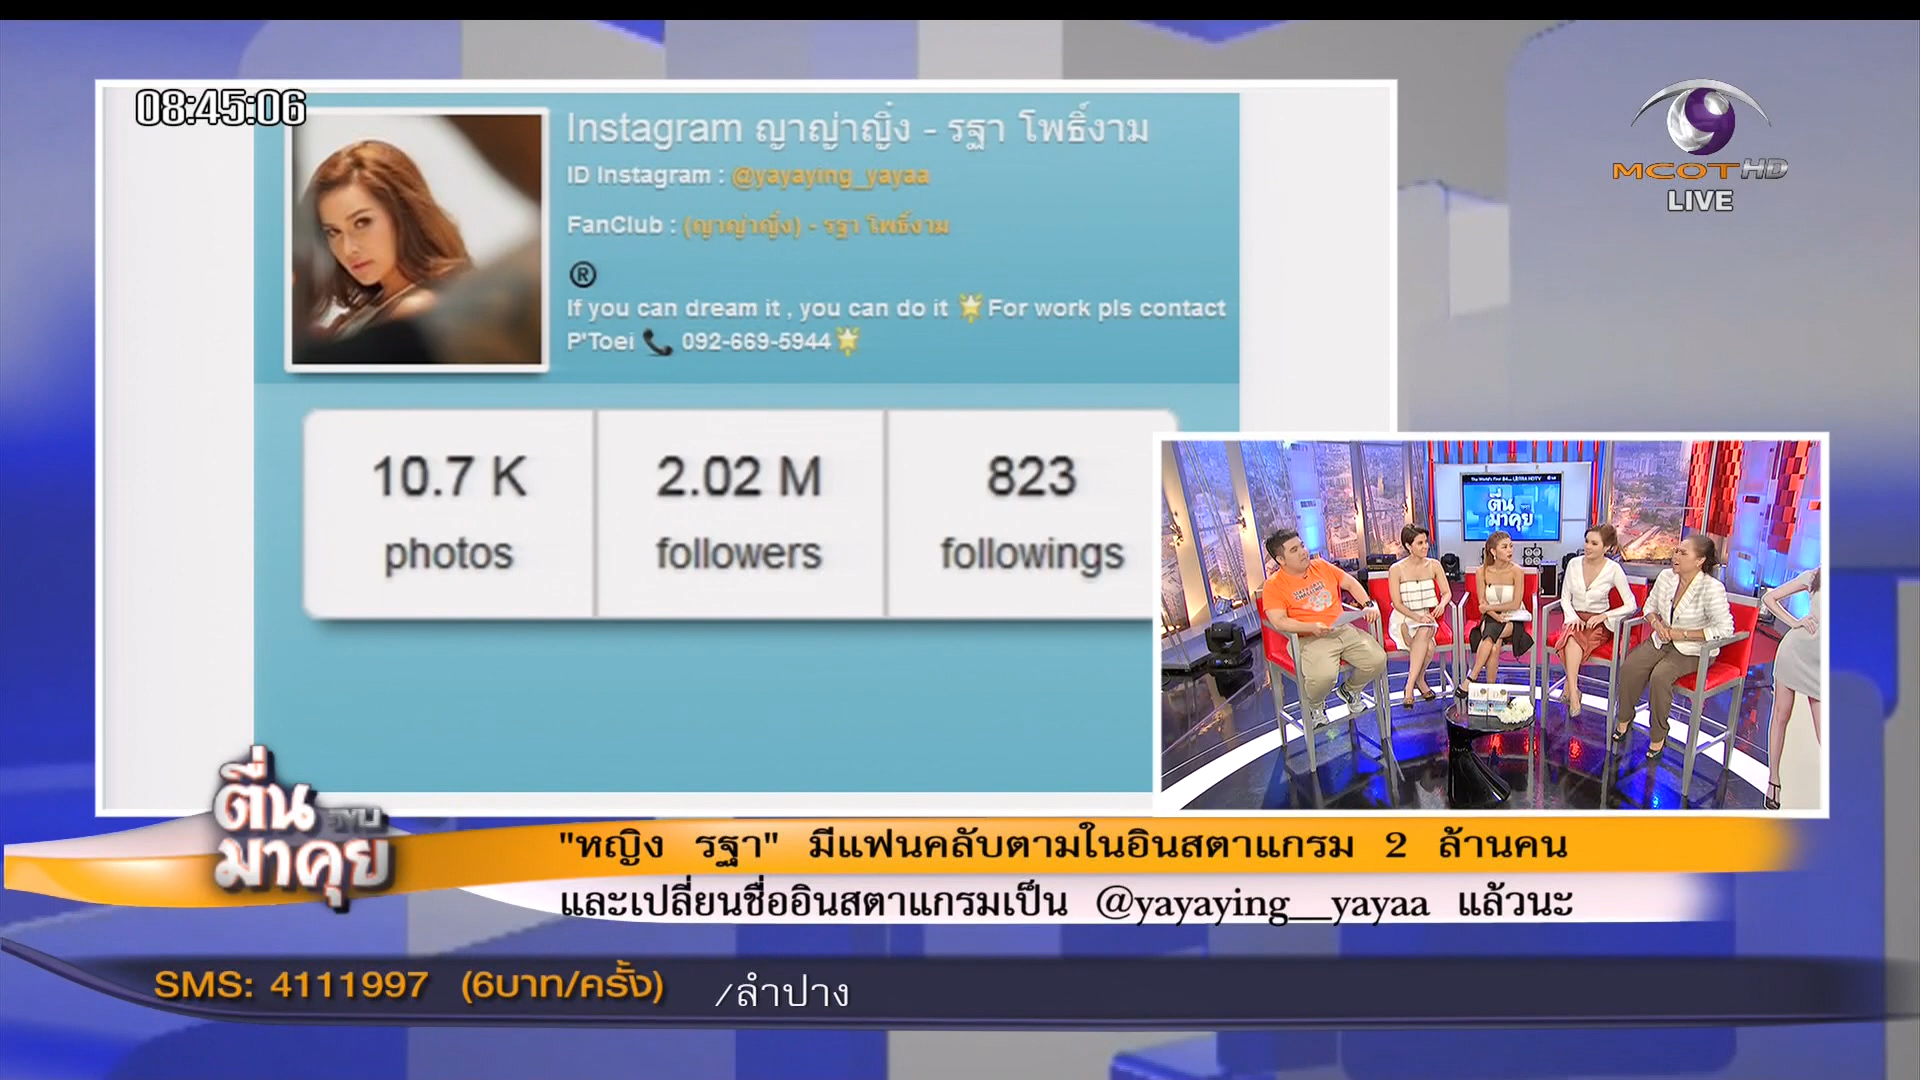 08:45:06
Instagram ญาญ่าญิ๋ง - รฐา โพธิ์งาม
ID Instagram : @yayaying_yayaa
FanClub : (ญาญ่าญิ๋ง) - รฐา โพธิ์งาม
®
If you can dream it , you can do it 🌟 For work pls contact
P'Toei 📞 092-669-5944 🌟
10.7 K
photos
2.02 M
followers
823
followings
MCOT HD
LIVE
ตื่น
มาคุย
ตื่น
มาคุย
"หญิง รฐา" มีแฟนคลับตามในอินสตาแกรม 2 ล้านคน
และเปลี่ยนชื่ออินสตาแกรมเป็น @yayaying__yayaa แล้วนะ
SMS: 4111997 (6บาท/ครั้ง) /ลำปาง